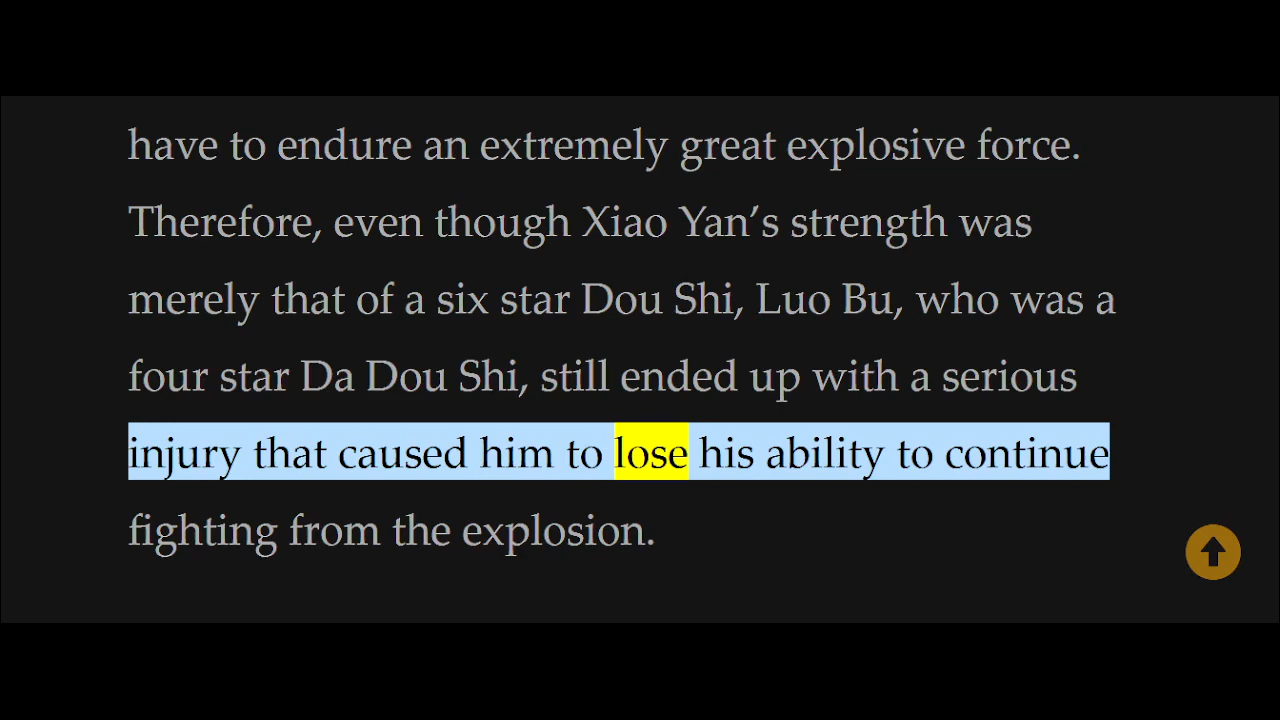 have to endure an extremely great explosive force.
Therefore, even though Xiao Yan’s strength was
merely that of a six star Dou Shi, Luo Bu, who was a
four star Da Dou Shi, still ended up with a serious
injury that caused him to lose his ability to continue
fighting from the explosion.